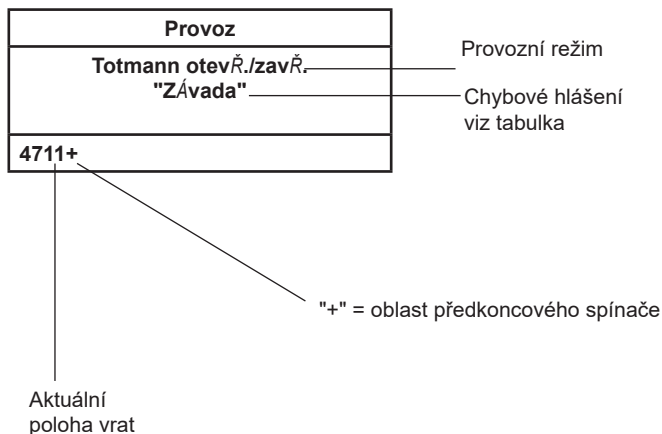 Provoz
Totmann otevŘ./zavŘ.
"ZÁvada"
4711+
Provozní režim
Chybové hlášení
viz tabulka
"+" = oblast předkoncového spínače
Aktuální
poloha vrat